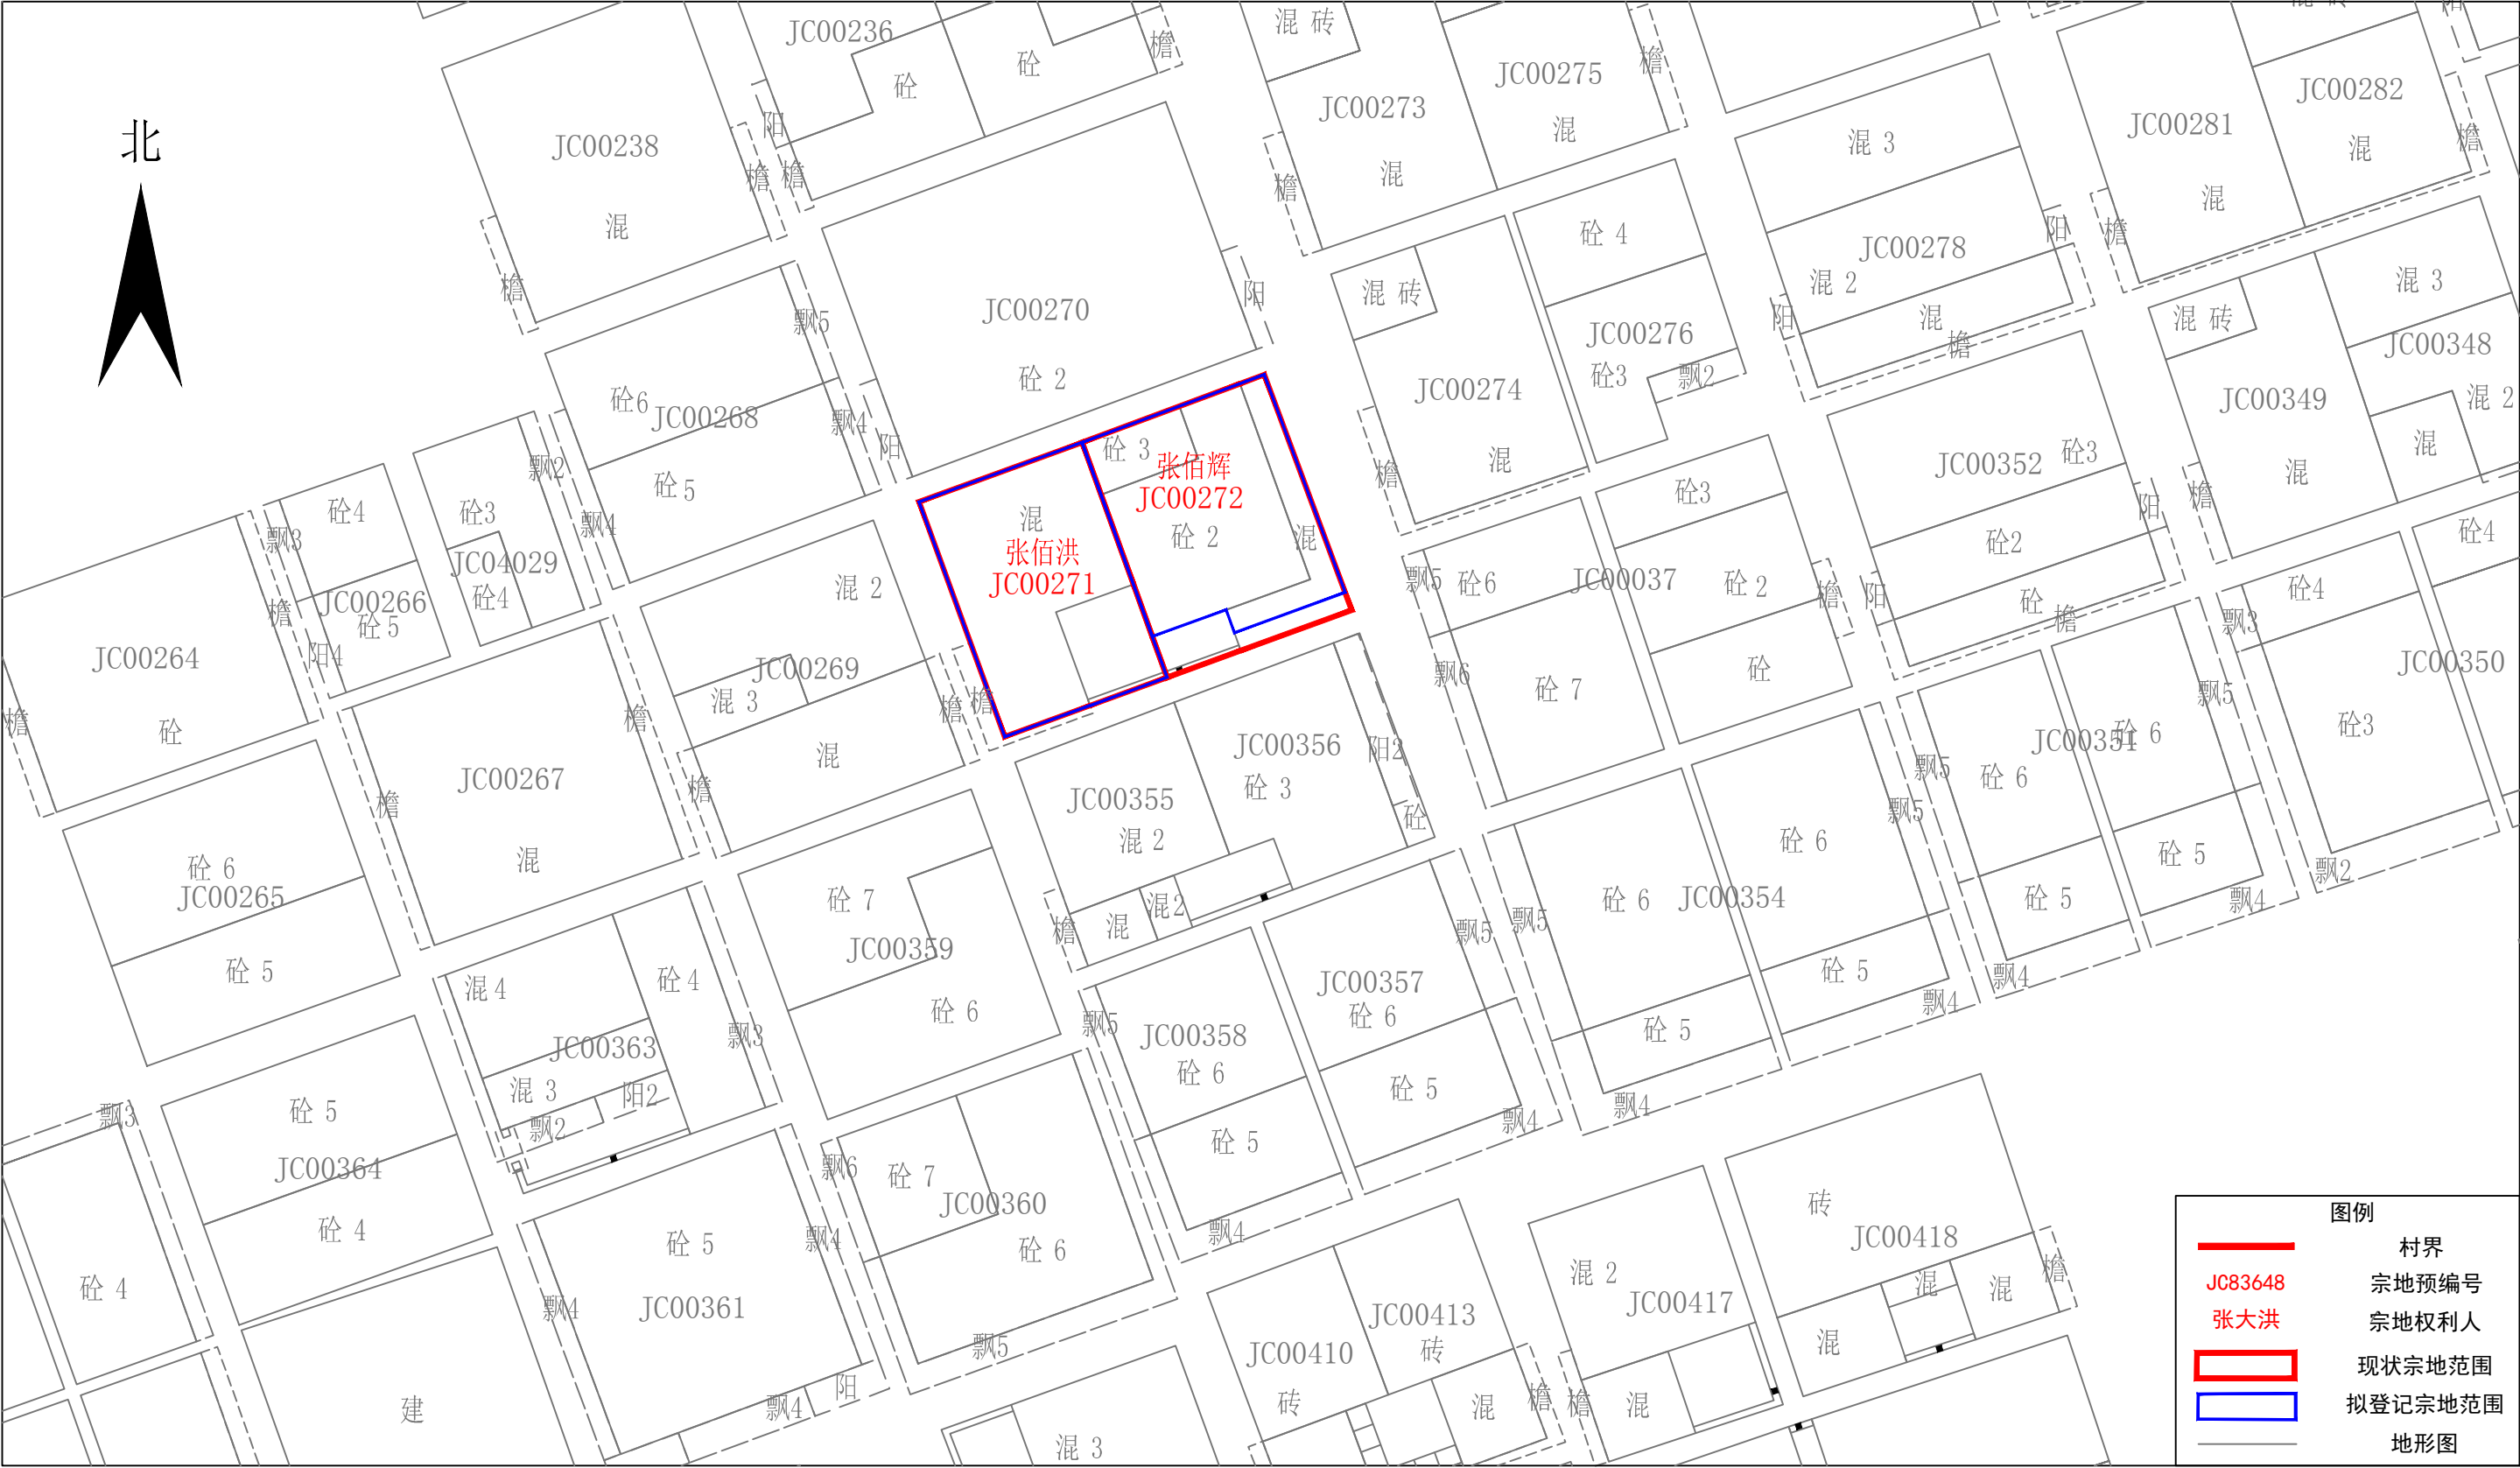 北
JC00236
砼
砼
檐
混 砖
JC00273
混
檐
JC00275
混
檐
混 3
JC00278
混 2
混
阳
阳
檐
JC00281
混
檐
JC00282
混
檐
JC00238
混
檐
檐
檐
阳
JC00270
砼 2
阳
阳
混 砖
JC00274
混
檐
砼 4
JC00276
砼3
飘2
混 砖
JC00349
混
混 3
JC00348
混 2
混
飘5
砼6
JC00268
砼 5
飘4
砼 3
张佰辉
JC00272
砼 2
混
混
张佰洪
JC00271
JC00352
砼3
砼2
砼
檐
阳
阳
檐
飘2
砼3
JC04029
砼4
飘4
砼4
飘3
JC00266
砼5
阳4
檐
JC00264
砼
檐
混 2
JC00269
混 3
混
檐
檐
檐
飘5
砼6
JC00037
砼3
砼 2
砼
砼 7
飘6
檐
砼4
砼4
飘3
JC00350
砼3
飘2
JC00267
混
檐
檐
JC00356
砼 3
阳2
砼
JC00355
混 2
混
混2
檐
JC00351
砼 6
砼 6
砼 5
砼 5
飘5
飘5
飘4
飘4
砼 6
JC00265
砼 5
砼 7
JC00359
砼 6
JC00354
砼 6
砼 6
砼 5
砼 5
飘5
飘5
飘4
飘4
混4
砼4
JC00363
混 3
阳2
飘2
飘3
JC00357
砼 6
砼 5
飘5
飘4
JC00358
砼 6
砼 5
飘5
飘4
飘3
砼 5
JC00364
砼 4
砼 4
飘6
砼 7
JC00360
砼 6
飘5
砼 5
JC00361
飘4
飘4
飘4
阳
建
砖
JC00418
混
混
混
檐
混 2
JC00417
混
檐
JC00413
砖
混
檐
JC00410
砖
混 3
图例
村界
JC83648
宗地预编号
张大洪
宗地权利人
现状宗地范围
拟登记宗地范围
地形图